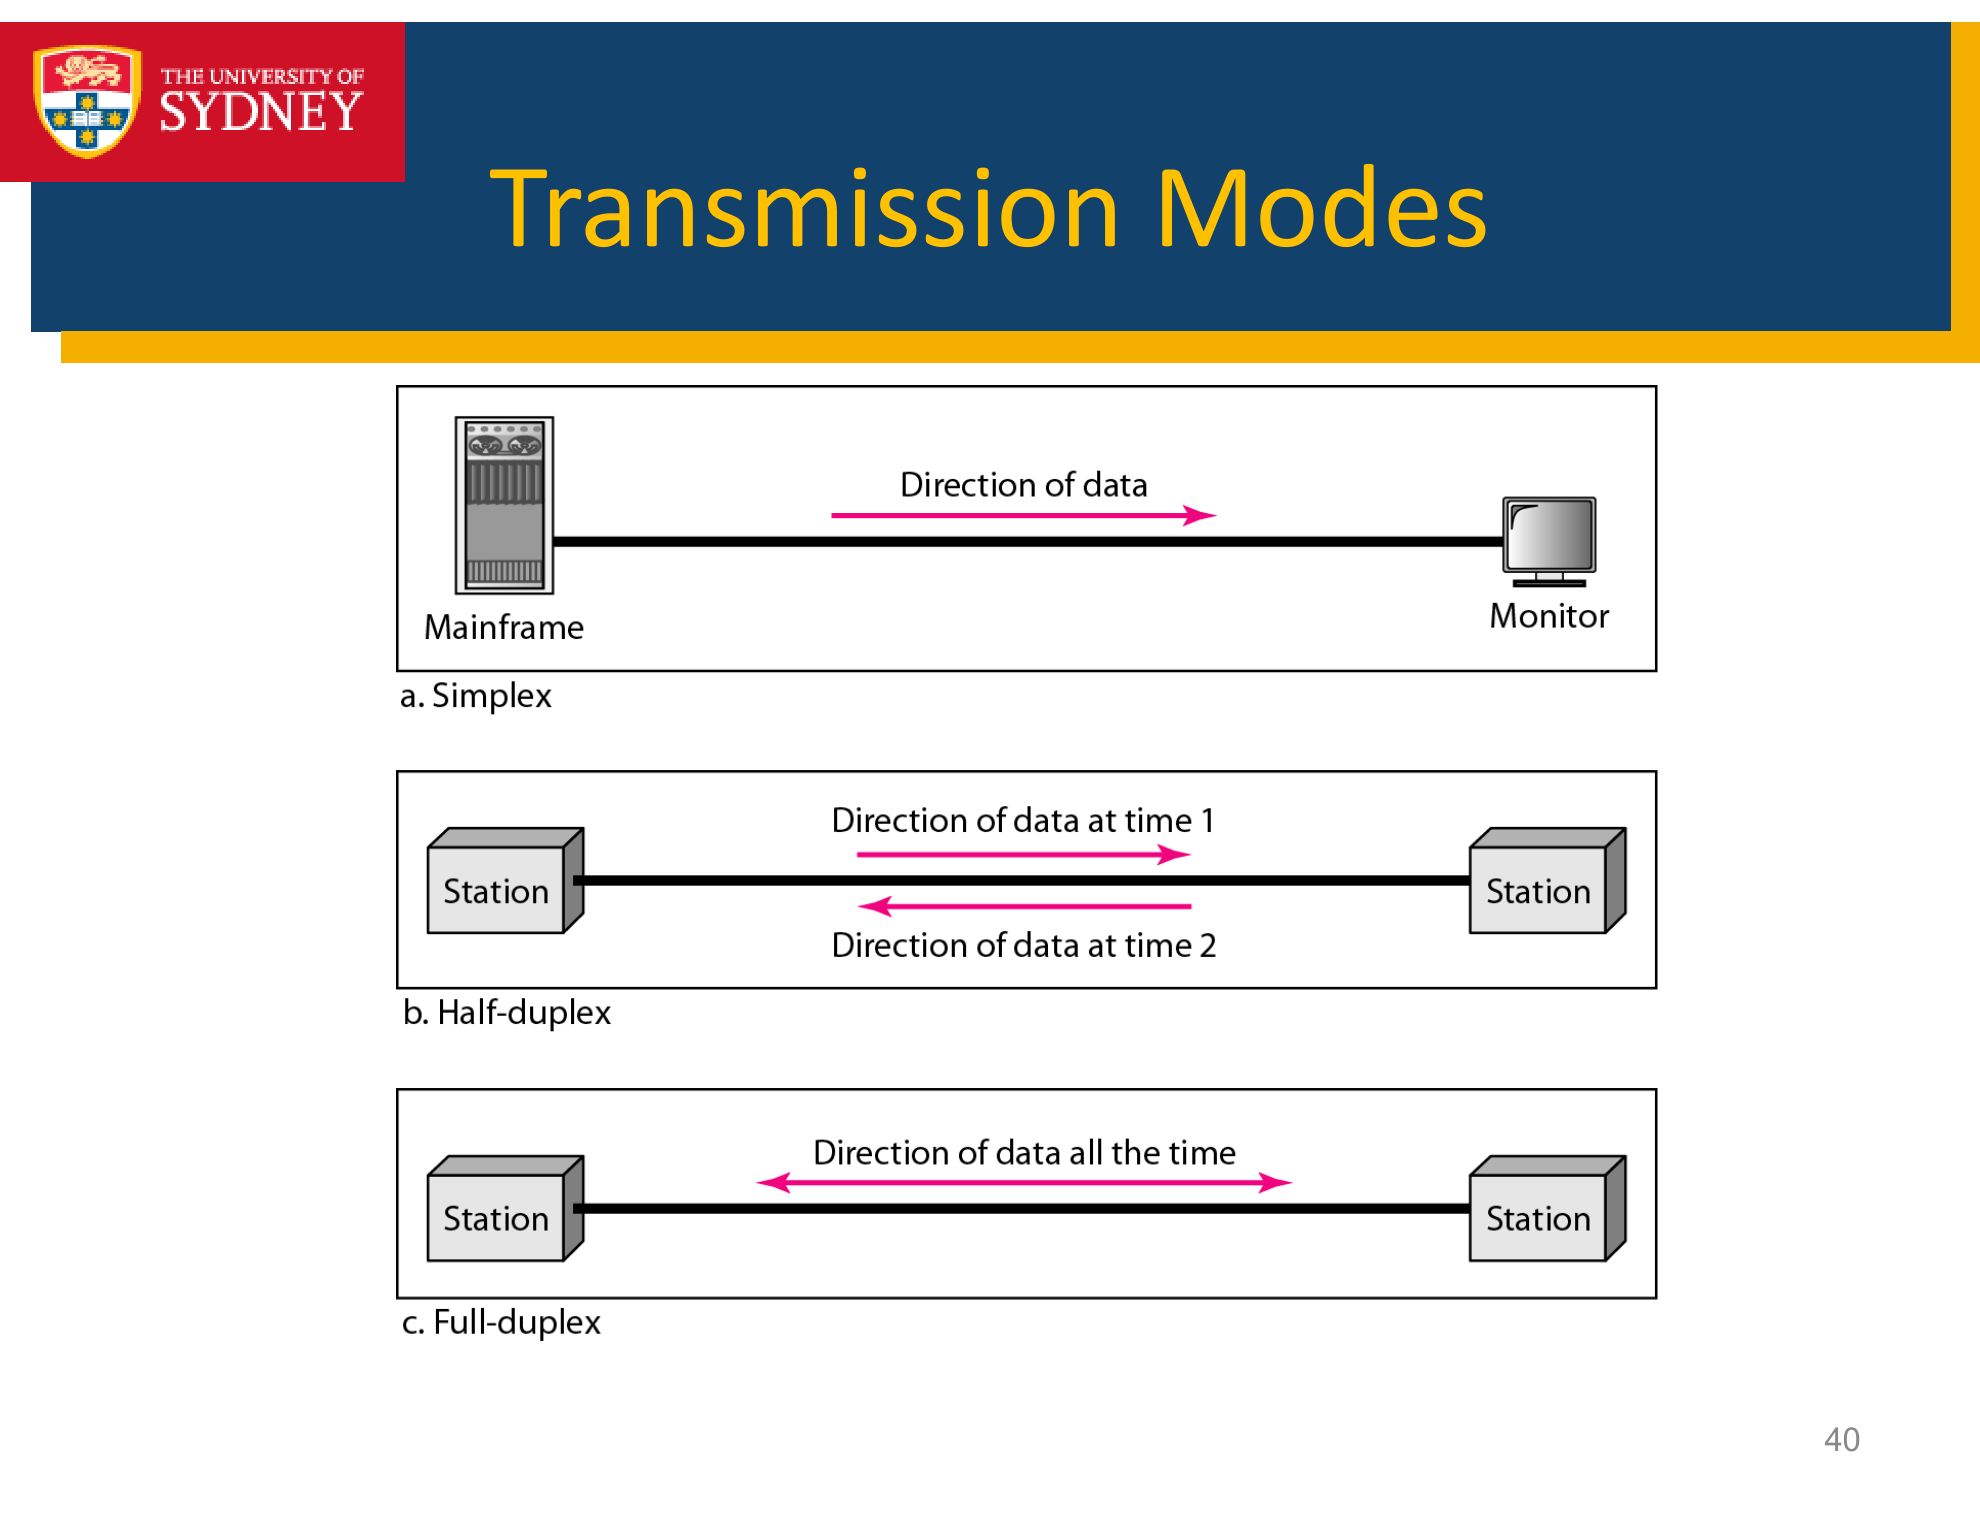 THE UNIVERSITY OF
SYDNEY
Transmission Modes
Direction of data
Mainframe
Monitor
a. Simplex
Direction of data at time 1
Station
Station
Direction of data at time 2
b. Half-duplex
Direction of data all the time
Station
Station
c. Full-duplex
40